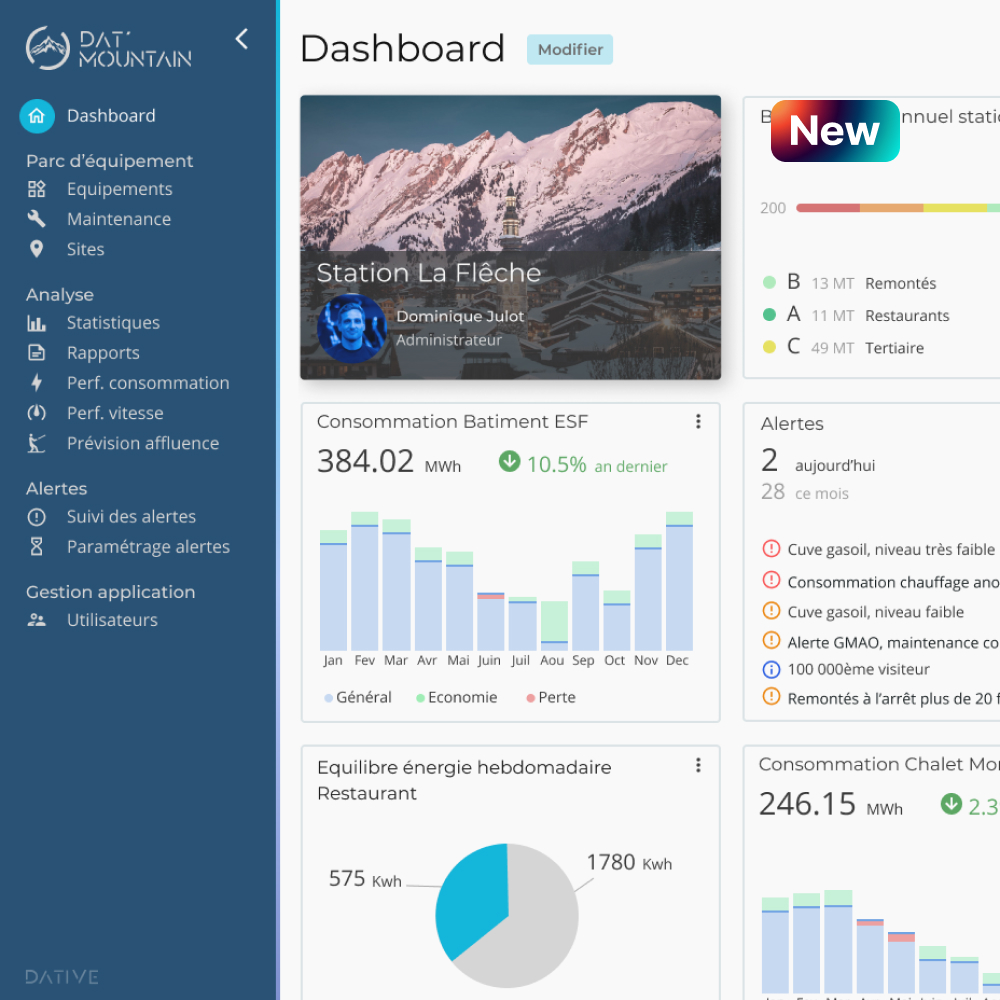 DAT'
MOUNTAIN
Dashboard
Parc d'équipement
Equipements
Maintenance
Sites
Analyse
Statistiques
Rapports
Perf. consommation
Perf. vitesse
Prévision affluence
Alertes
Suivi des alertes
Paramétrage alertes
Gestion application
Utilisateurs
DATIVE
Dashboard
Modifier
Station La Flêche
Dominique Julot
Administrateur
New
200
B 13 MT Remontés
A 11 MT Restaurants
C 49 MT Tertiaire
Consommation Batiment ESF
384.02 MWh 10.5% an dernier
Jan Fev Mar Avr Mai Juin Juil Aou Sep Oct Nov Dec
Général Economie Perte
Alertes
2 aujourd'hui
28 ce mois
Cuve gasoil, niveau très faible
Consommation chauffage ano
Cuve gasoil, niveau faible
Alerte GMAO, maintenance co
100 000ème visiteur
Remontés à l'arrêt plus de 20
Equilibre énergie hebdomadaire
Restaurant
575 Kwh
1780 Kwh
Consommation Chalet Mo
246.15 MWh 2.3